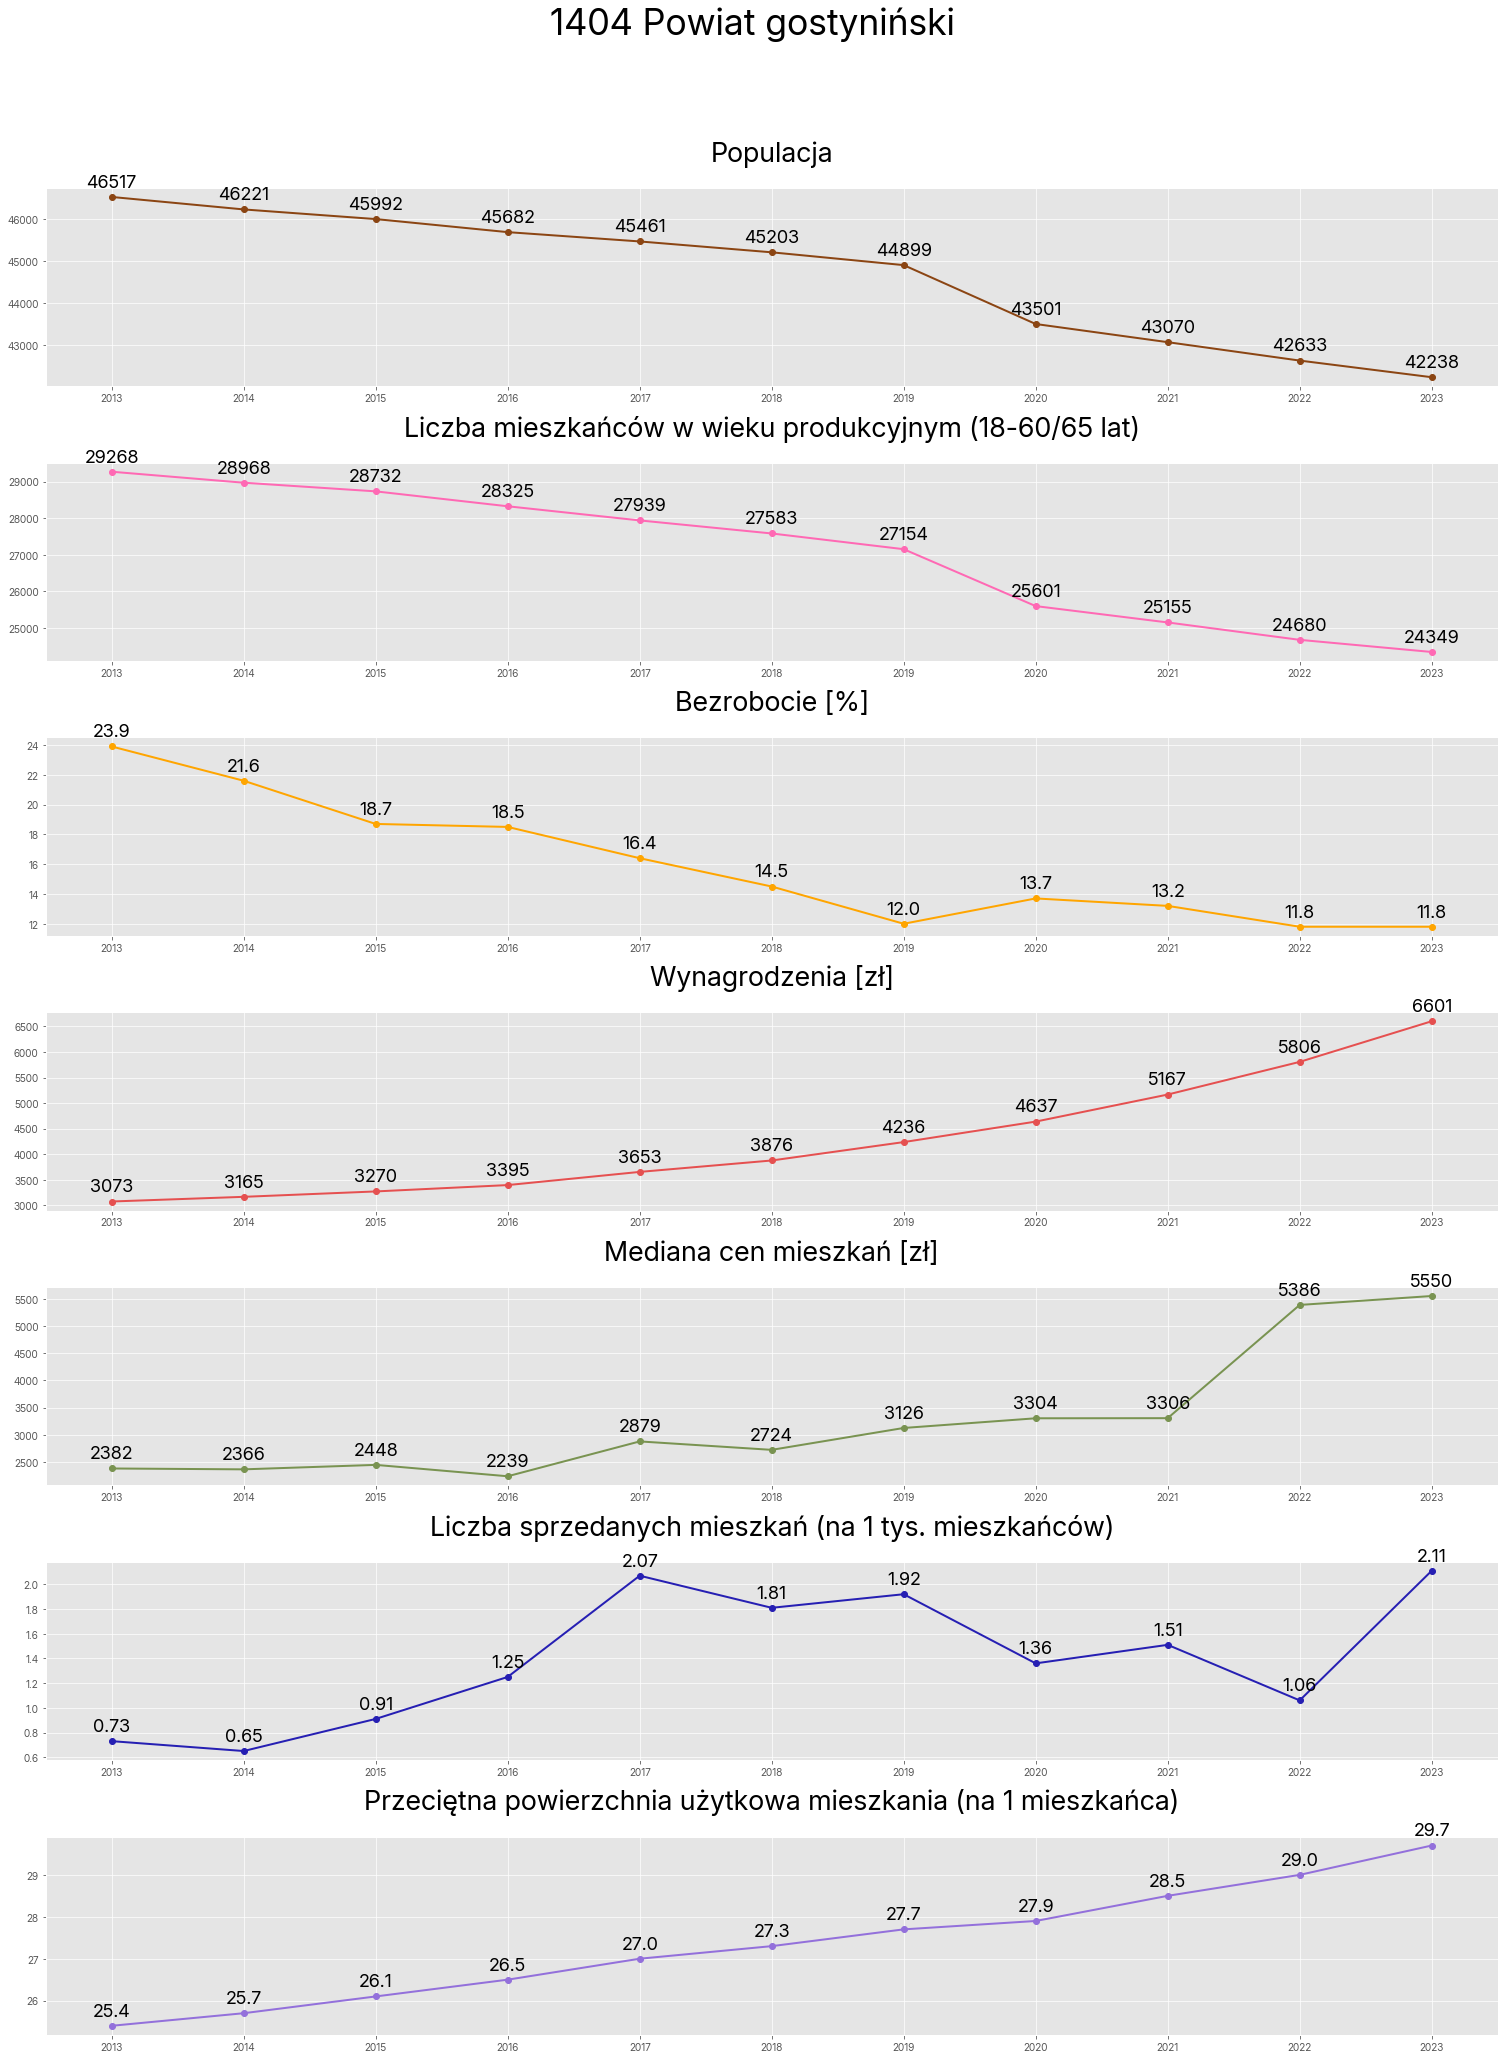 1404 Powiat gostyniński
Populacja
46517 46221 45992 45682 45461 45203 44899 43501 43070 42633 42238
46000
45000
44000
43000
2013 2014 2015 2016 2017 2018 2019 2020 2021 2022 2023
Liczba mieszkańców w wieku produkcyjnym (18-60/65 lat)
29268 28968 28732 28325 27939 27583 27154 25601 25155 24680 24349
29000
28000
27000
26000
25000
2013 2014 2015 2016 2017 2018 2019 2020 2021 2022 2023
Bezrobocie [%]
23.9 21.6 18.7 18.5 16.4 14.5 12.0 13.7 13.2 11.8 11.8
24
22
20
18
16
14
12
2013 2014 2015 2016 2017 2018 2019 2020 2021 2022 2023
Wynagrodzenia [zł]
3073 3165 3270 3395 3653 3876 4236 4637 5167 5806 6601
6500
6000
5500
5000
4500
4000
3500
3000
2013 2014 2015 2016 2017 2018 2019 2020 2021 2022 2023
Mediana cen mieszkań [zł]
2382 2366 2448 2239 2879 2724 3126 3304 3306 5386 5550
5500
5000
4500
4000
3500
3000
2500
2013 2014 2015 2016 2017 2018 2019 2020 2021 2022 2023
Liczba sprzedanych mieszkań (na 1 tys. mieszkańców)
0.73 0.65 0.91 1.25 2.07 1.81 1.92 1.36 1.51 1.06 2.11
2.0
1.8
1.6
1.4
1.2
1.0
0.8
0.6
2013 2014 2015 2016 2017 2018 2019 2020 2021 2022 2023
Przeciętna powierzchnia użytkowa mieszkania (na 1 mieszkańca)
25.4 25.7 26.1 26.5 27.0 27.3 27.7 27.9 28.5 29.0 29.7
29
28
27
26
2013 2014 2015 2016 2017 2018 2019 2020 2021 2022 2023